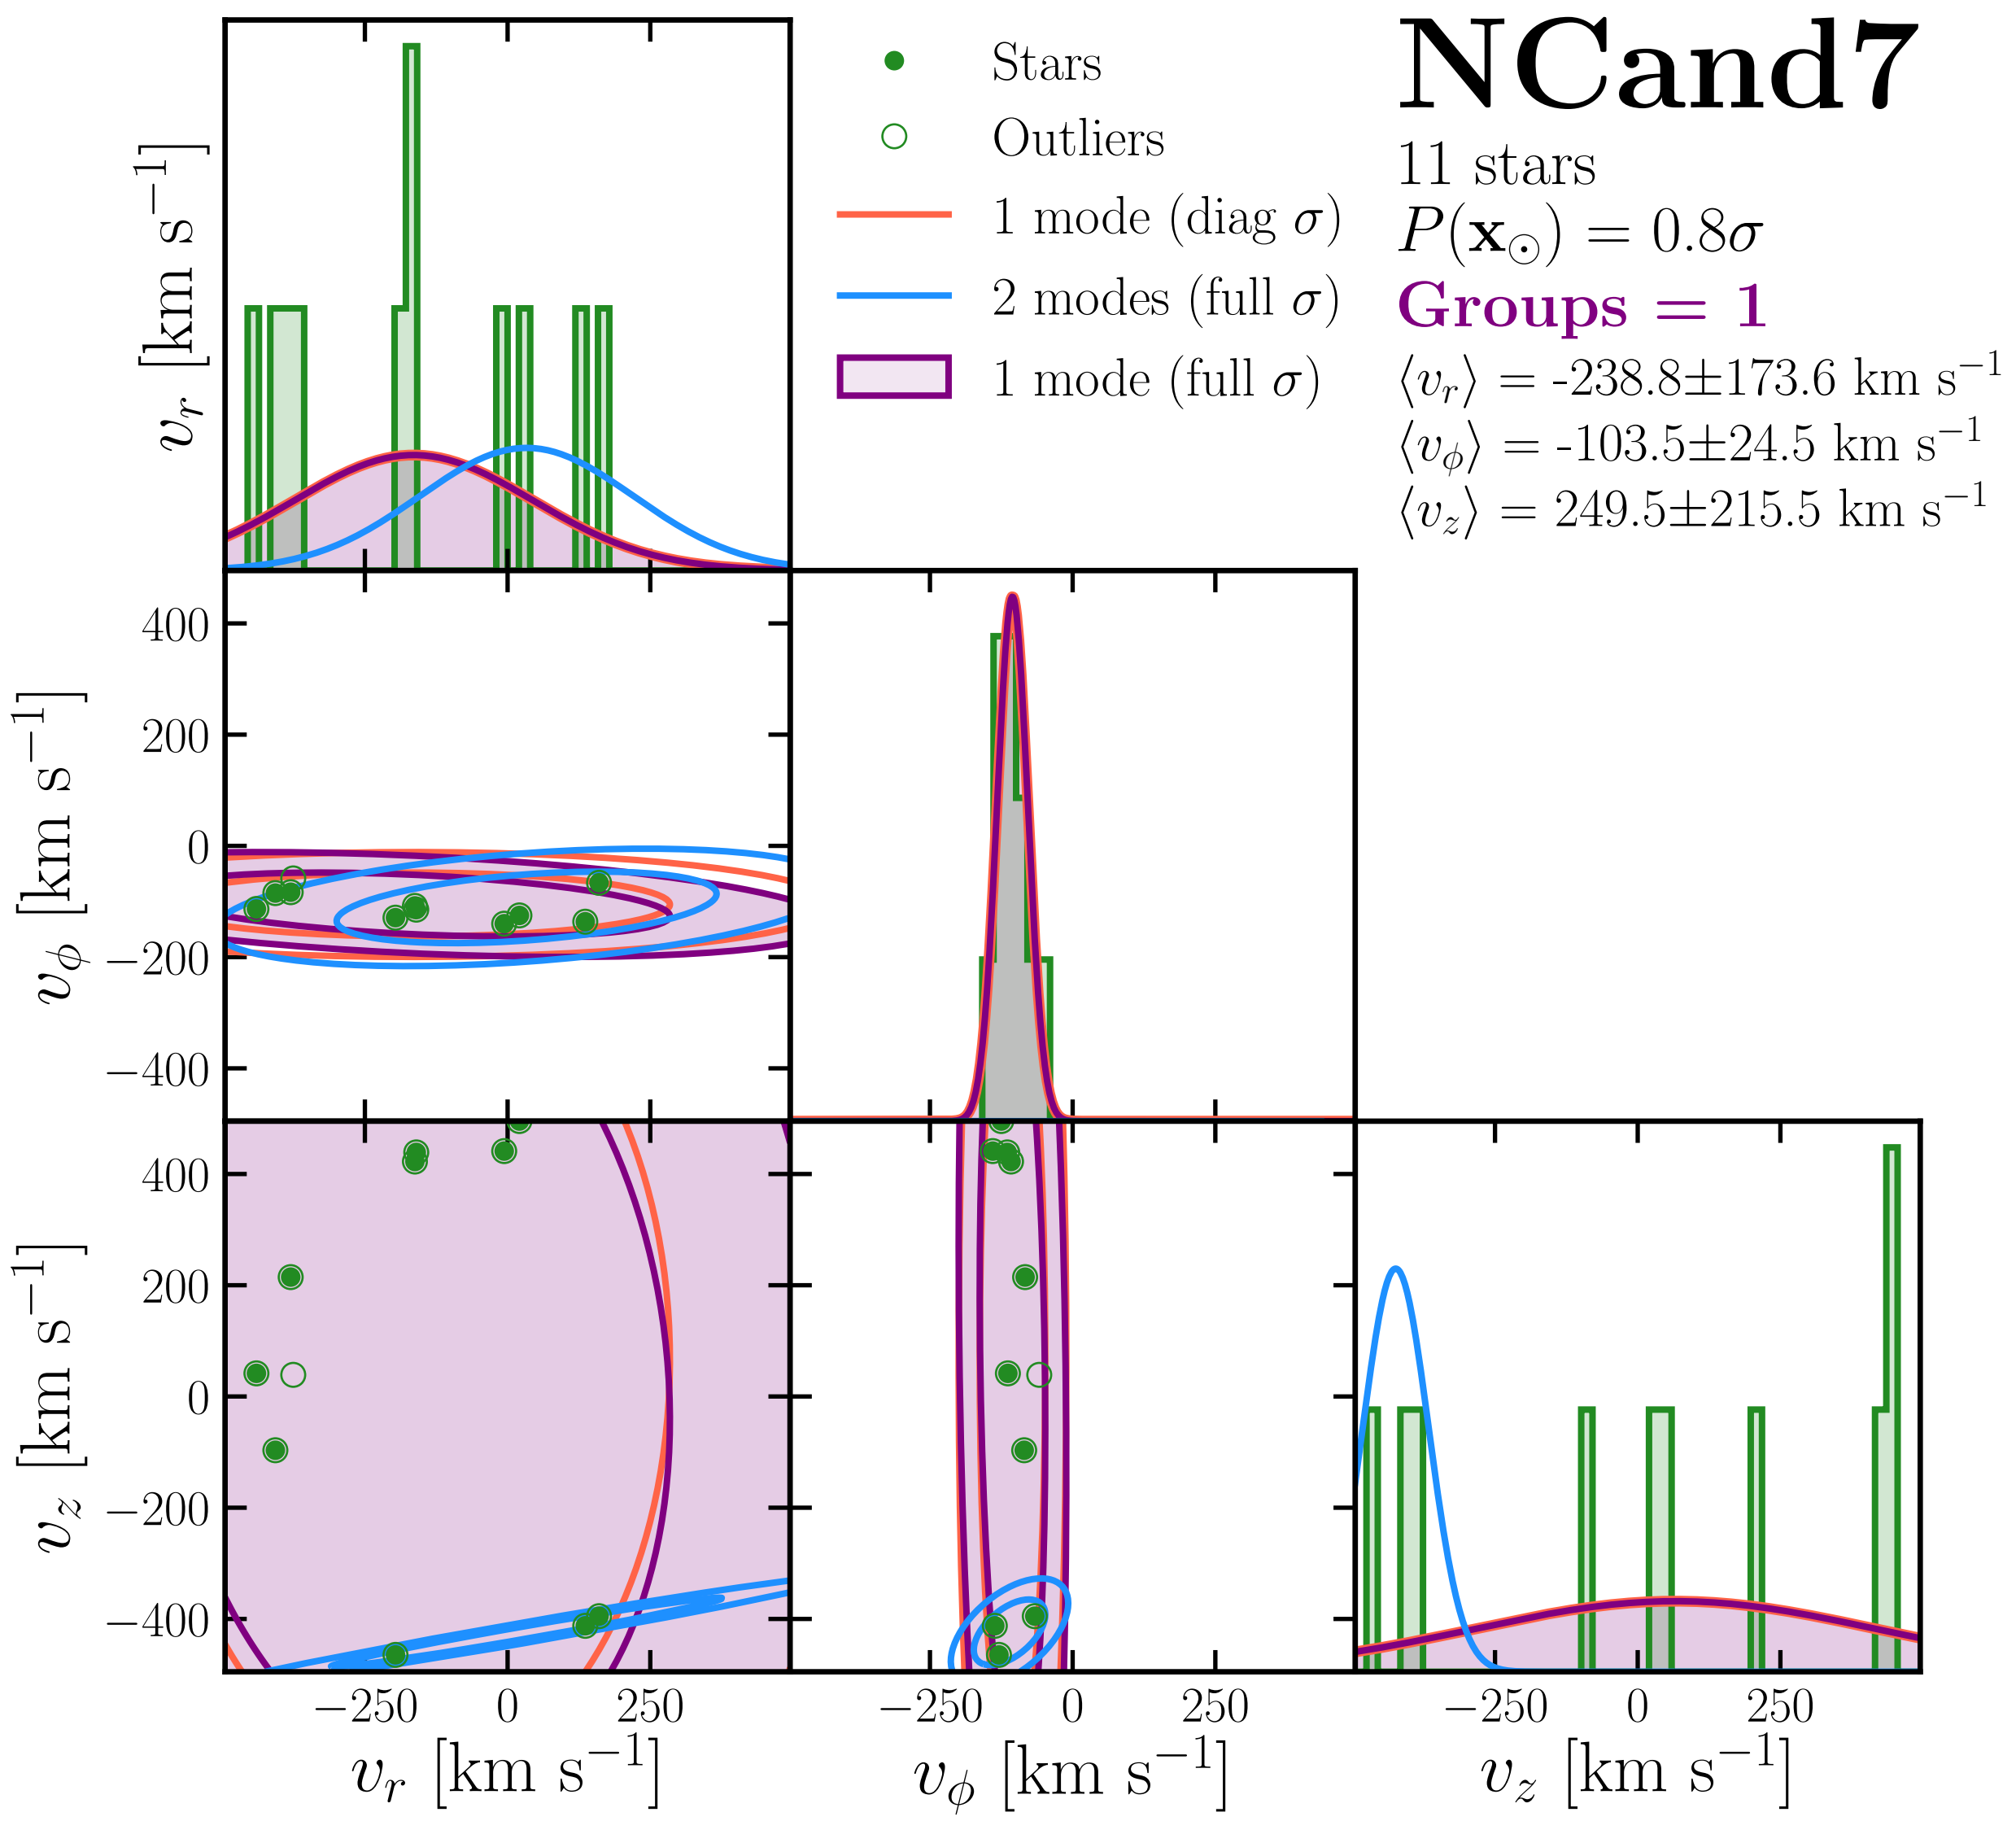 NCand7
11 stars
P(x⊙) = 0.8σ
Groups = 1
⟨v_r⟩ = -238.8±173.6 km s⁻¹
⟨v_ϕ⟩ = -103.5±24.5 km s⁻¹
⟨v_z⟩ = 249.5±215.5 km s⁻¹
Stars
Outliers
1 mode (diag σ)
2 modes (full σ)
1 mode (full σ)
v_r [km s⁻¹]
v_ϕ [km s⁻¹]
400
200
0
−200
−400
v_z [km s⁻¹]
400
200
0
−200
−400
−250 0 250
−250 0 250
−250 0 250
v_r [km s⁻¹]
v_ϕ [km s⁻¹]
v_z [km s⁻¹]